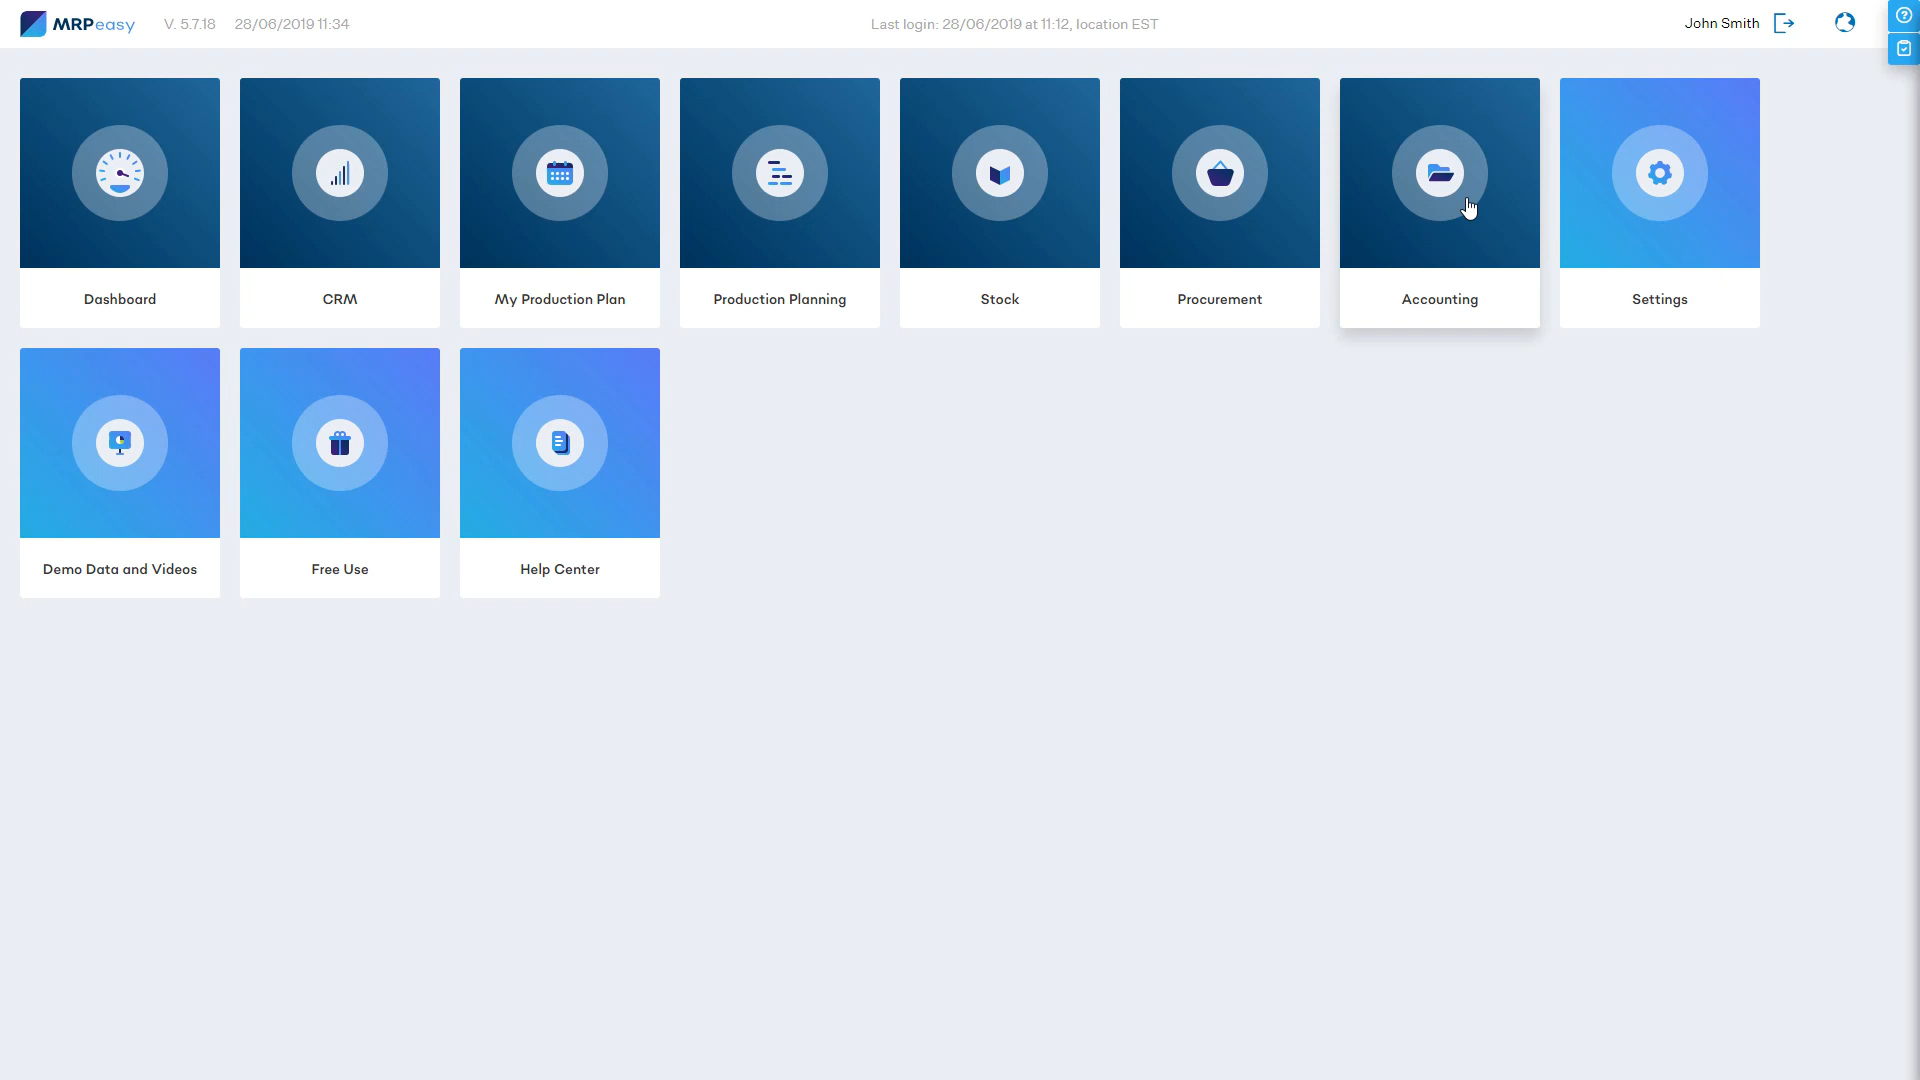 MRPeasy V. 5.7.18 28/06/2019 11:34 Last login: 28/06/2019 at 11:12, location EST John Smith
Dashboard CRM My Production Plan Production Planning Stock Procurement Accounting Settings
Demo Data and Videos Free Use Help Center